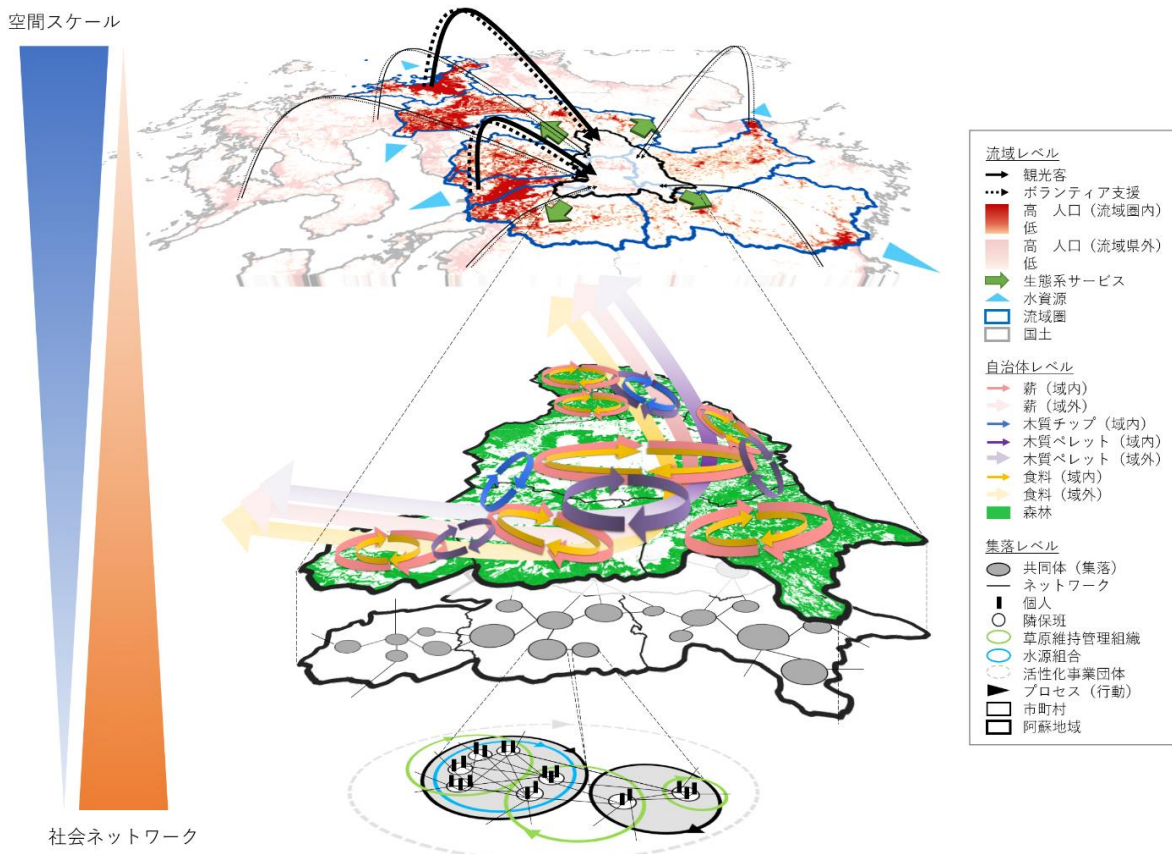 空間スケール
社会ネットワーク
流域レベル
観光客
ボランティア支援
高 人口（流域圏内）
低
高 人口（流域県外）
低
生態系サービス
水資源
流域圏
国土
自治体レベル
薪（域内）
薪（域外）
木質チップ（域内）
木質ペレット（域内）
木質ペレット（域外）
食料（域内）
食料（域外）
森林
集落レベル
共同体（集落）
ネットワーク
個人
隣保班
草原維持管理組織
水源組合
活性化事業団体
プロセス（行動）
市町村
阿蘇地域